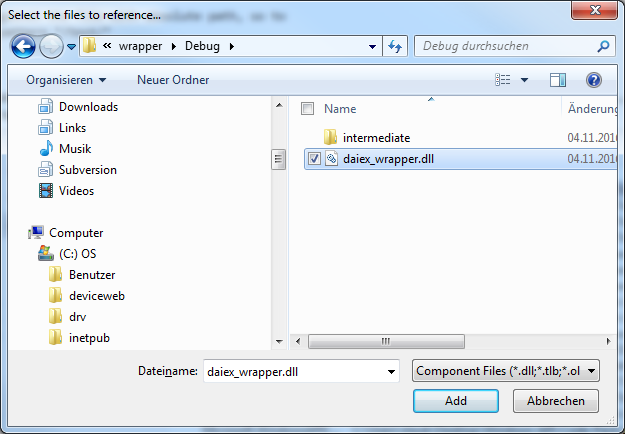 Select the files to reference...
« wrapper ▸ Debug ▸
Debug durchsuchen
Organisieren
Neuer Ordner
Downloads
Links
Musik
Subversion
Videos
Computer
(C:) OS
Benutzer
deviceweb
drv
inetpub
Name
Änderung
intermediate
04.11.201
daiex_wrapper.dll
04.11.201
Dateiname:
daiex_wrapper.dll
Component Files (*.dll;*.tlb;*.ol
Add
Abbrechen